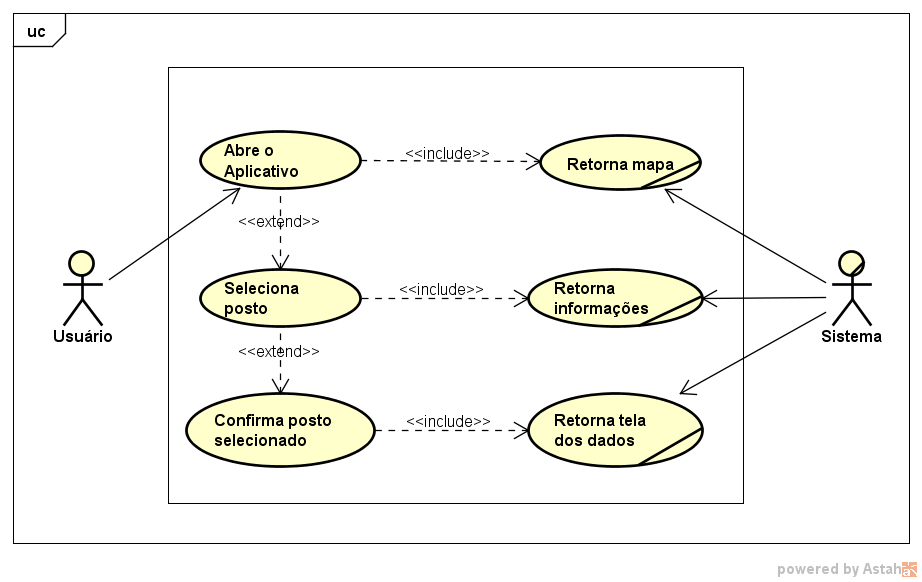 uc
Abre o
Aplicativo
<<include>>
Retorna mapa
<<extend>>
Seleciona
posto
<<include>>
Retorna
informações
Usuário
Sistema
<<extend>>
Confirma posto
selecionado
<<include>>
Retorna tela
dos dados
powered by Astah